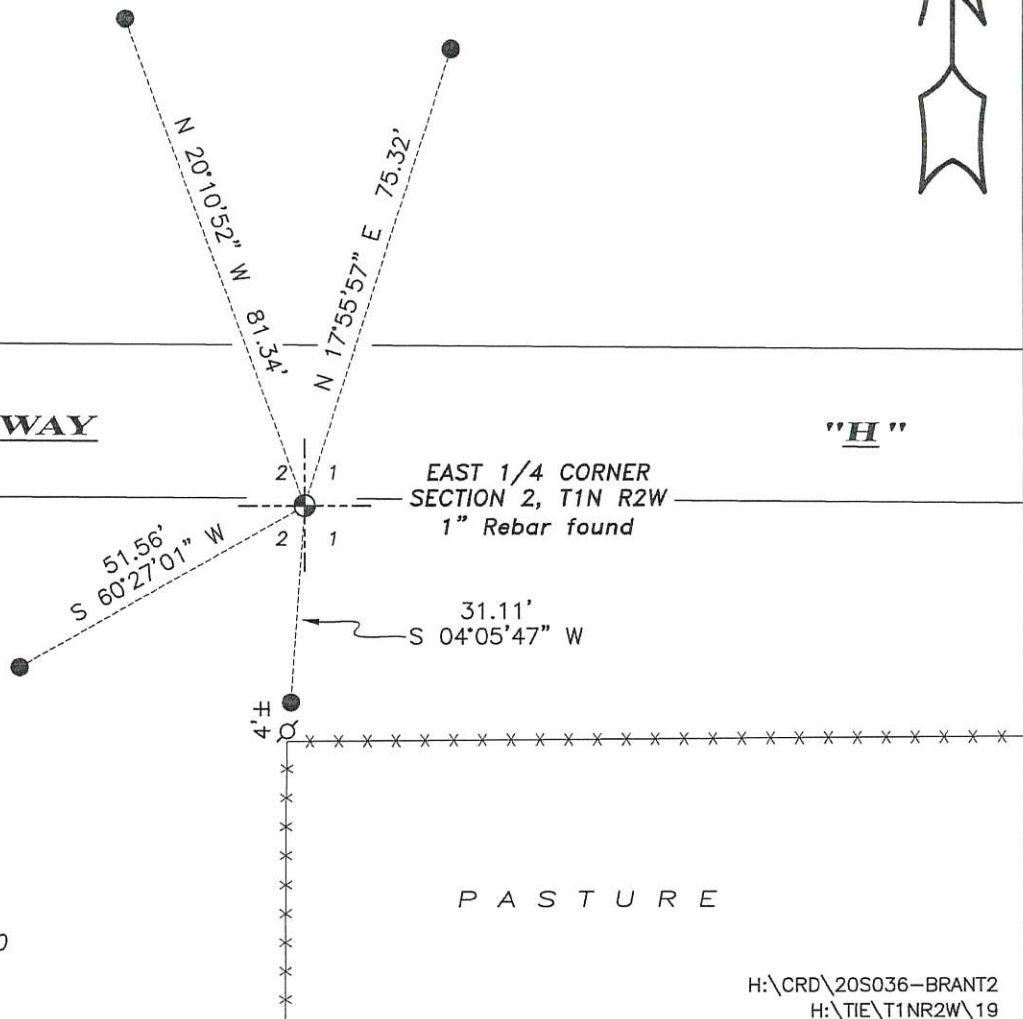 N 20°10'52" W 81.34'
N 17°55'57" E 75.32'
WAY
"H"
2 1
EAST 1/4 CORNER
SECTION 2, T1N R2W
1" Rebar found
2 1
51.56'
S 60°27'01" W
31.11'
S 04°05'47" W
4'±
PASTURE
H:\CRD\20S036-BRANT2
H:\TIE\T1NR2W\19